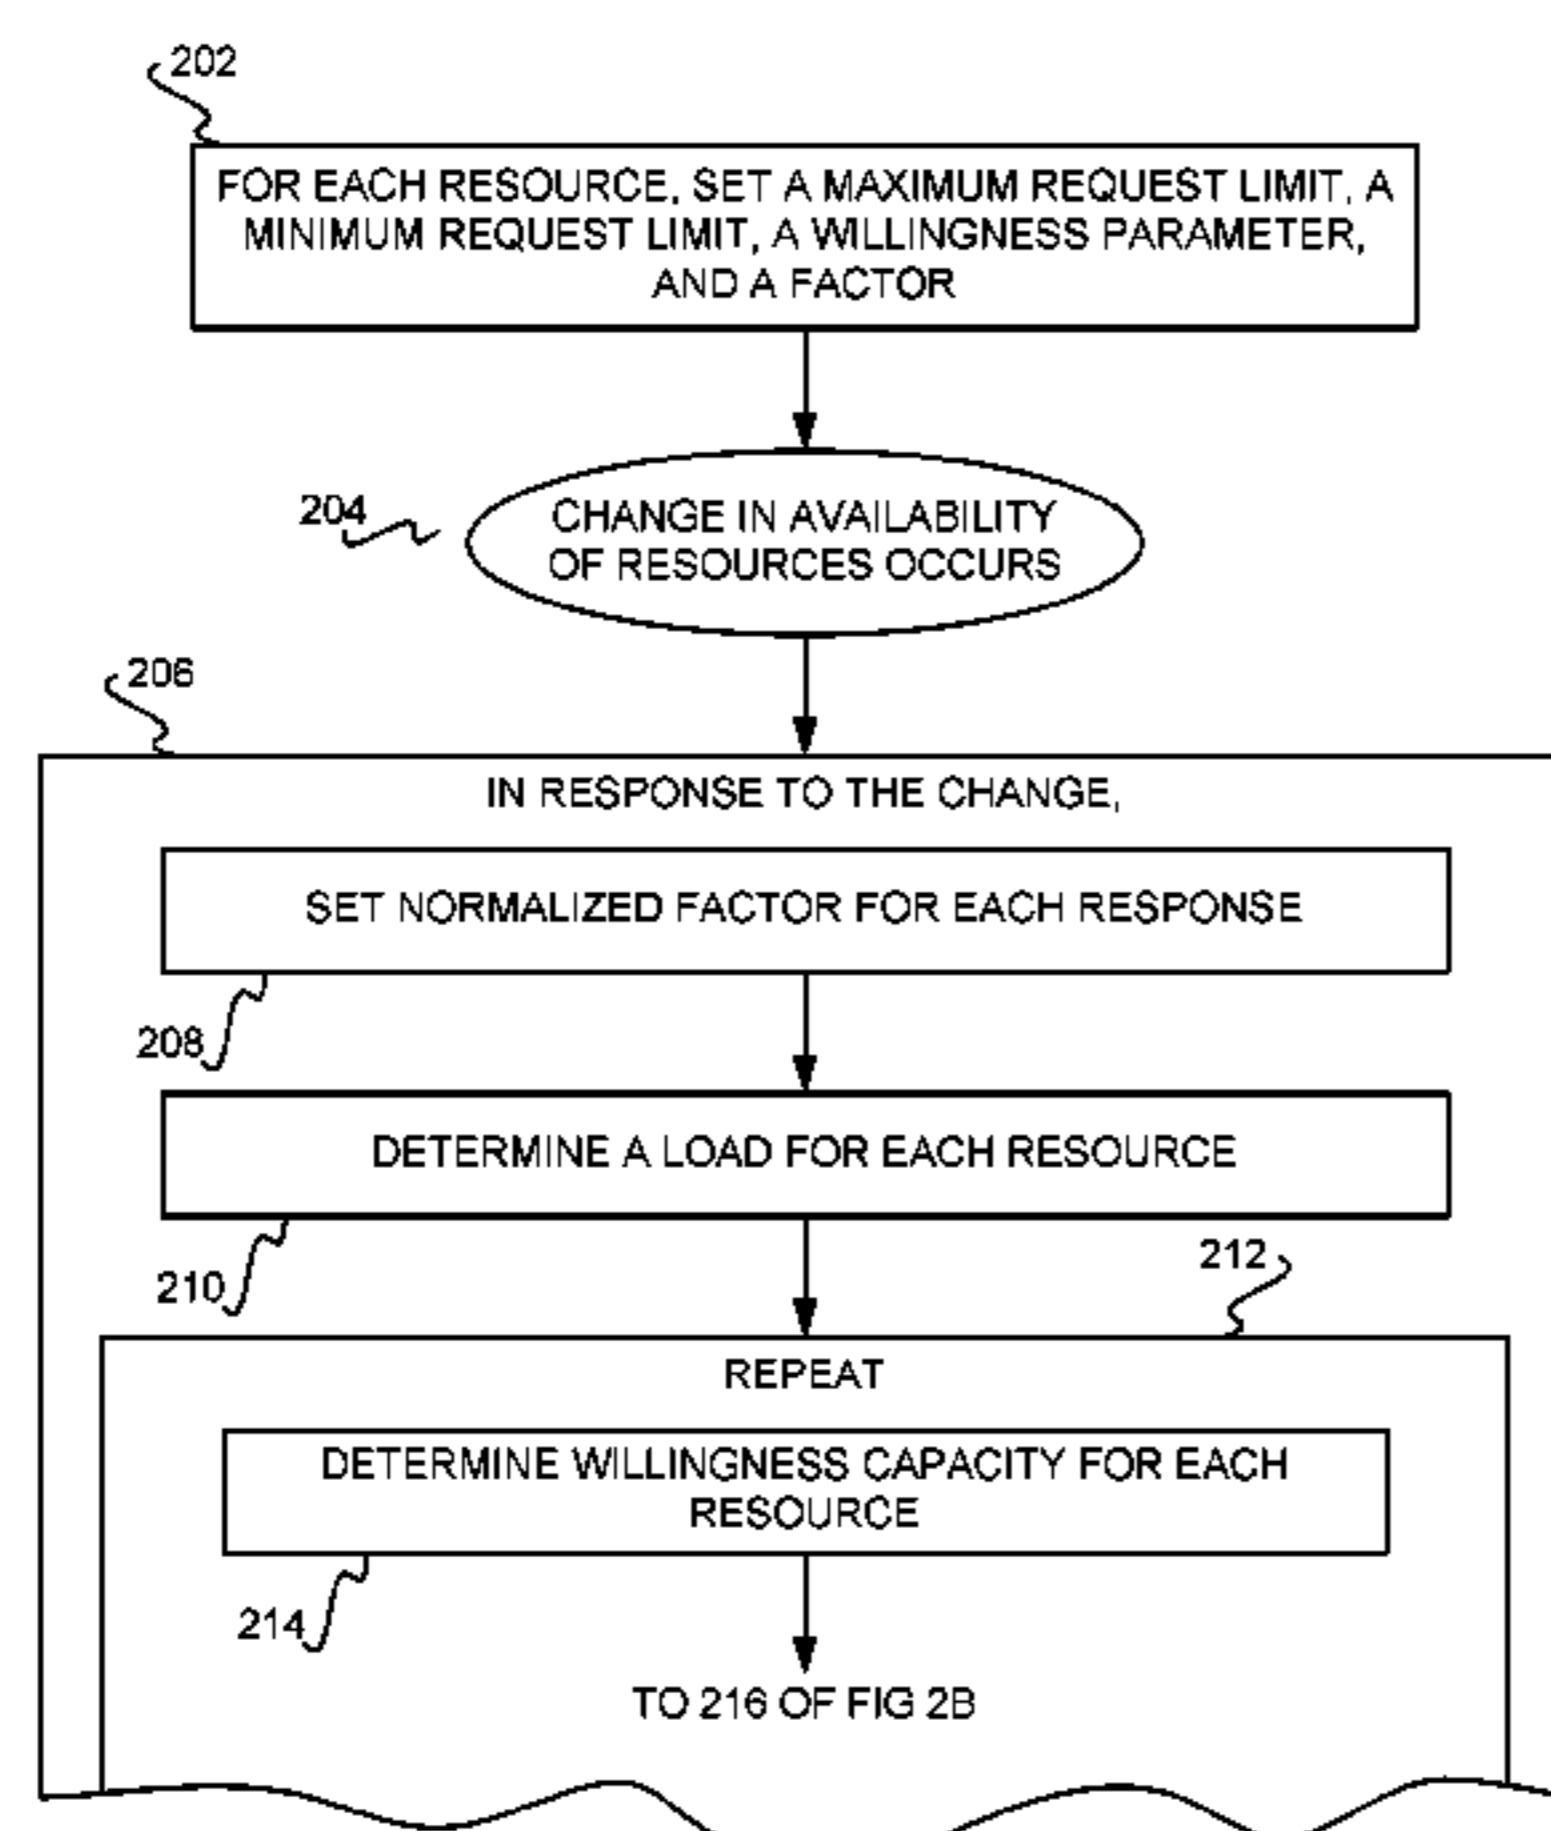 202
FOR EACH RESOURCE, SET A MAXIMUM REQUEST LIMIT, A
MINIMUM REQUEST LIMIT, A WILLINGNESS PARAMETER,
AND A FACTOR
204
CHANGE IN AVAILABILITY
OF RESOURCES OCCURS
206
IN RESPONSE TO THE CHANGE,
SET NORMALIZED FACTOR FOR EACH RESPONSE
208
DETERMINE A LOAD FOR EACH RESOURCE
210
212
REPEAT
DETERMINE WILLINGNESS CAPACITY FOR EACH
RESOURCE
214
TO 216 OF FIG 2B